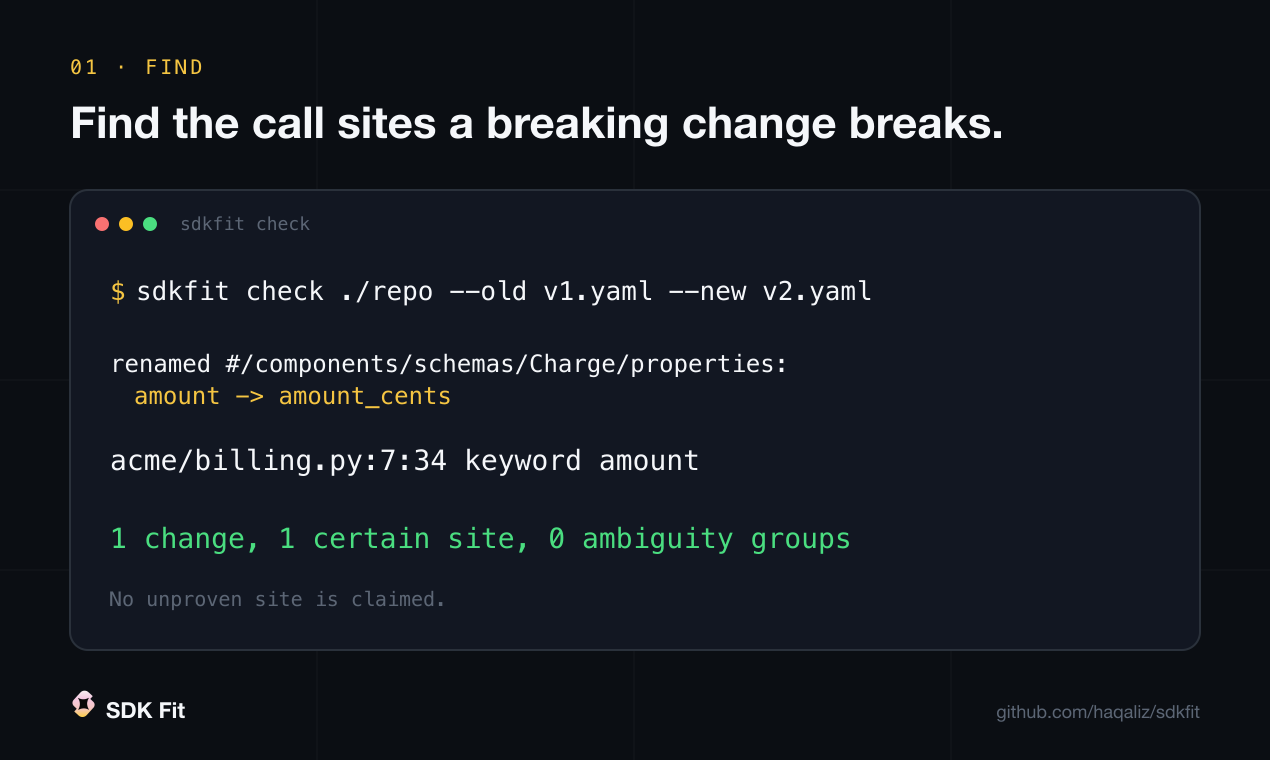 01 · FIND
Find the call sites a breaking change breaks.
sdkfit check
$ sdkfit check ./repo --old v1.yaml --new v2.yaml
renamed #/components/schemas/Charge/properties:
amount -> amount_cents
acme/billing.py:7:34 keyword amount
1 change, 1 certain site, 0 ambiguity groups
No unproven site is claimed.
SDK Fit
github.com/haqaliz/sdkfit